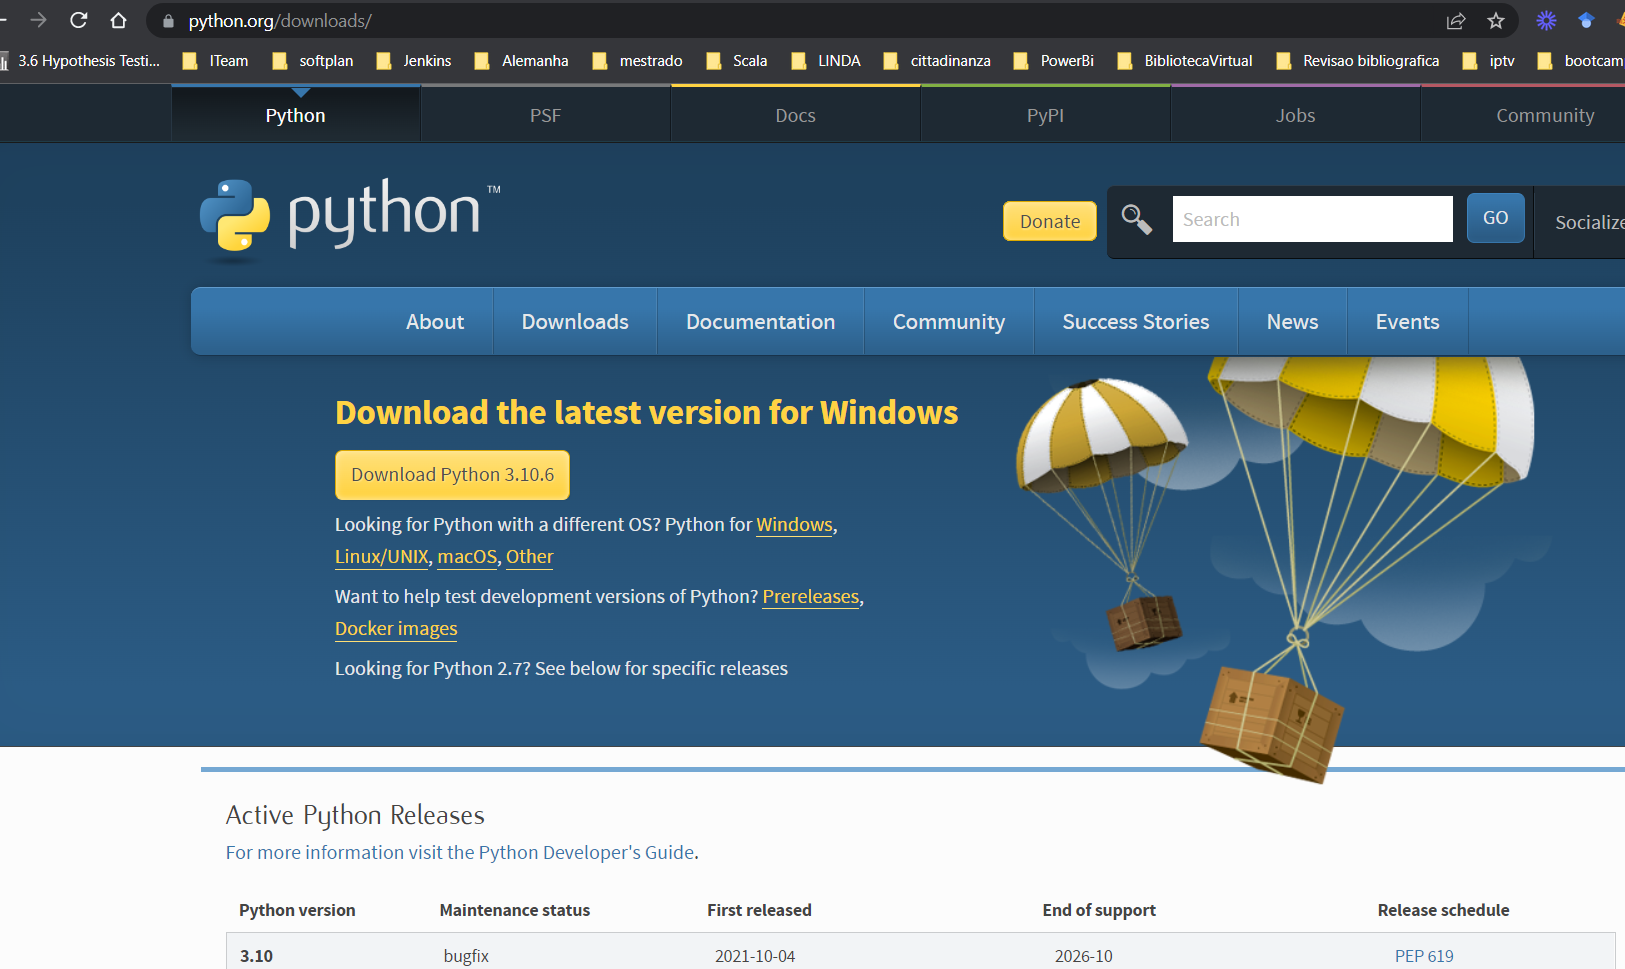 python.org/downloads/
3.6 Hypothesis Testi... ITeam softplan Jenkins Alemanha mestrado Scala LINDA cittadinanza PowerBi BibliotecaVirtual Revisao bibliografica iptv bootcam
Python PSF Docs PyPI Jobs Community
python™
Donate Search GO Socialize
About Downloads Documentation Community Success Stories News Events
Download the latest version for Windows
Download Python 3.10.6
Looking for Python with a different OS? Python for Windows,
Linux/UNIX, macOS, Other
Want to help test development versions of Python? Prereleases,
Docker images
Looking for Python 2.7? See below for specific releases
Active Python Releases
For more information visit the Python Developer's Guide.
Python version Maintenance status First released End of support Release schedule
3.10 bugfix 2021-10-04 2026-10 PEP 619